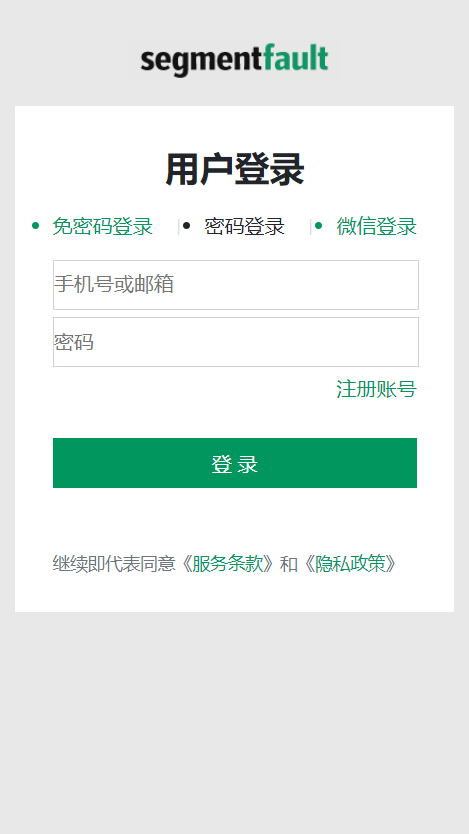 segmentfault
用户登录
免密码登录 | 密码登录 | 微信登录
手机号或邮箱
密码
注册账号
登 录
继续即代表同意《服务条款》和《隐私政策》